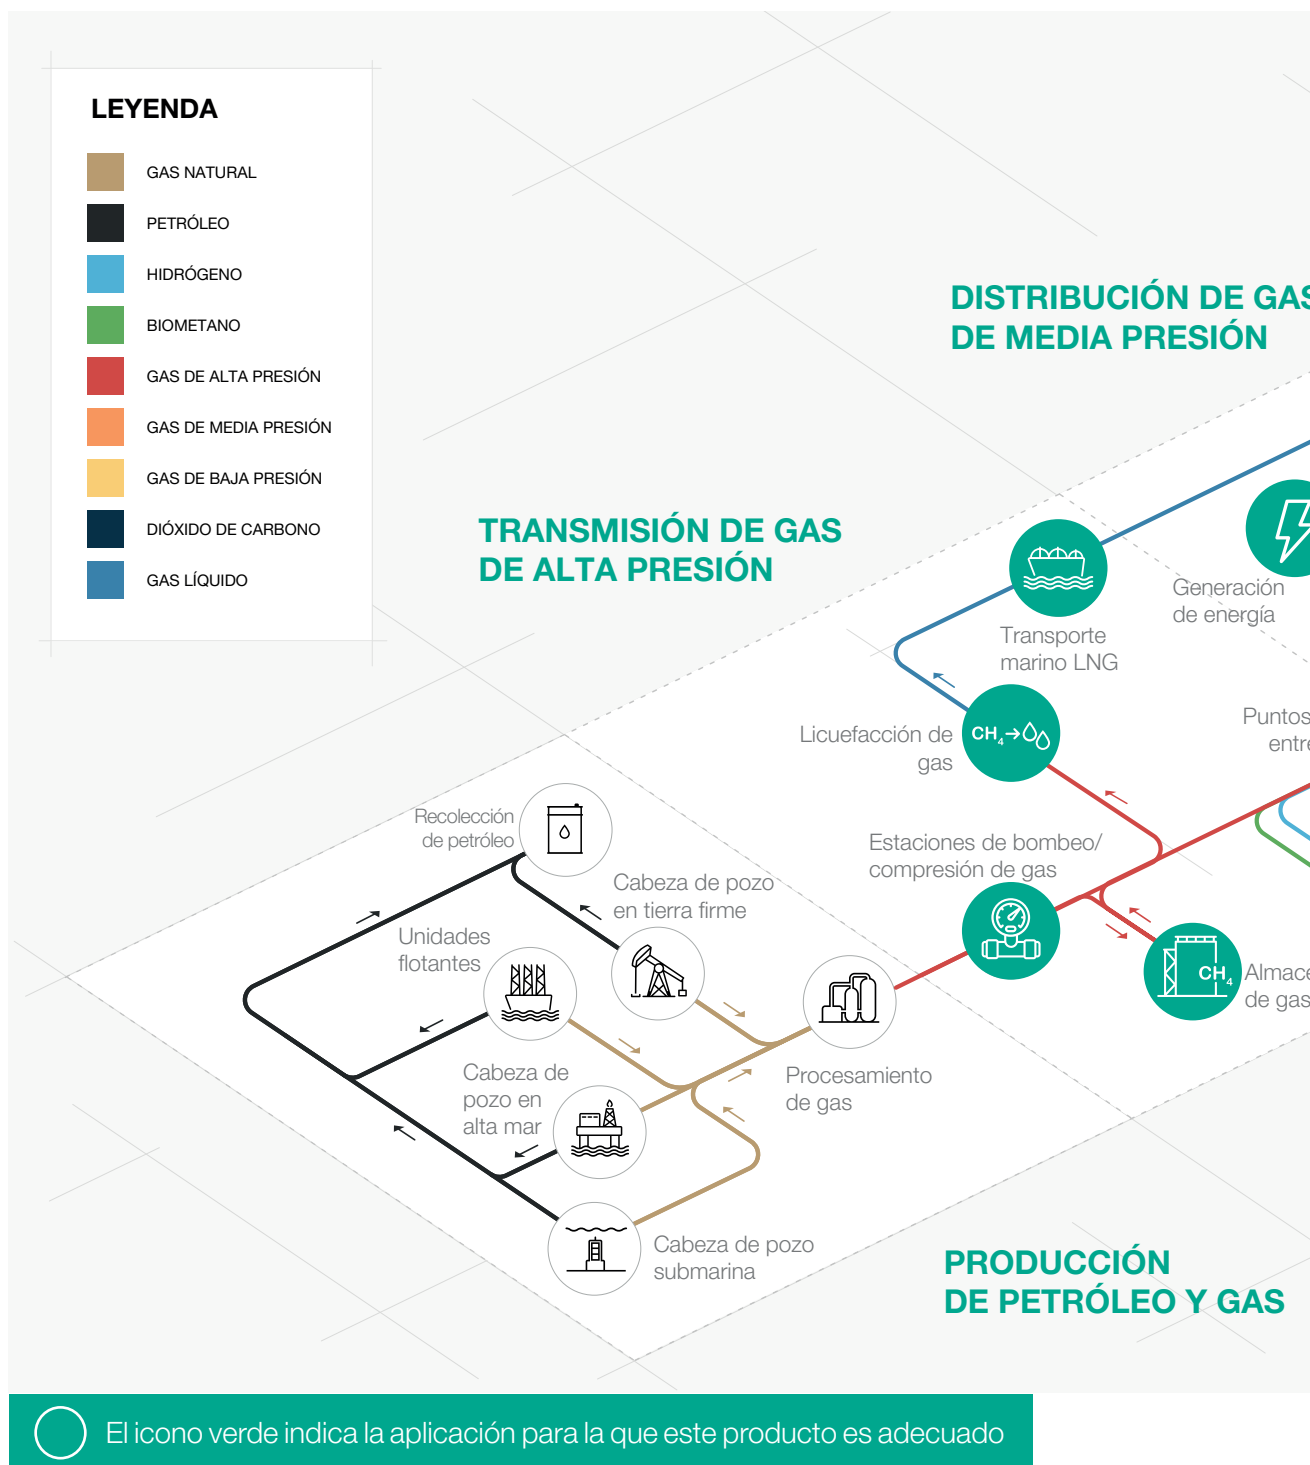 LEYENDA
GAS NATURAL
PETRÓLEO
HIDRÓGENO
BIOMETANO
GAS DE ALTA PRESIÓN
GAS DE MEDIA PRESIÓN
GAS DE BAJA PRESIÓN
DIÓXIDO DE CARBONO
GAS LÍQUIDO
DISTRIBUCIÓN DE GAS
DE MEDIA PRESIÓN
TRANSMISIÓN DE GAS
DE ALTA PRESIÓN
Generación
de energía
Transporte
marino LNG
Licuefacción de
gas
CH₄→
Puntos
entre
Recolección
de petróleo
Estaciones de bombeo/
compresión de gas
Cabeza de pozo
en tierra firme
Unidades
flotantes
CH₄
Almace
de gas
Cabeza de
pozo en
alta mar
Procesamiento
de gas
Cabeza de pozo
submarina
PRODUCCIÓN
DE PETRÓLEO Y GAS
El icono verde indica la aplicación para la que este producto es adecuado